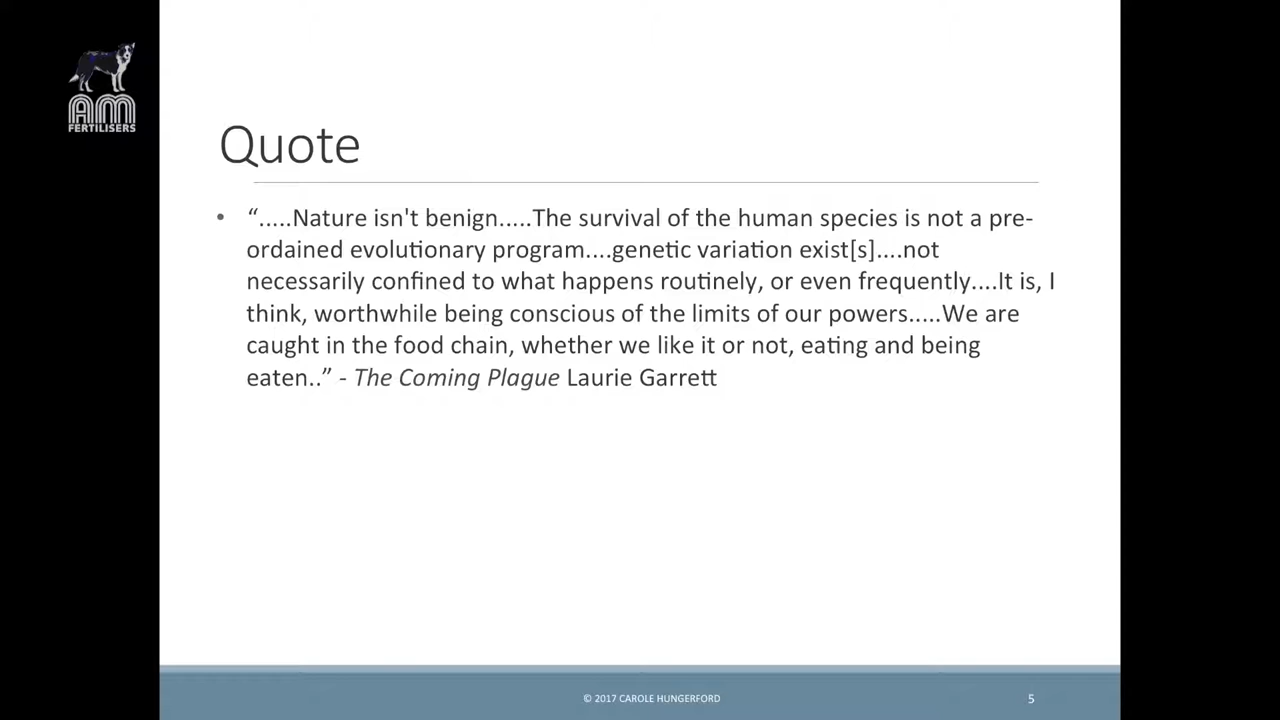 AM
FERTILISERS
Quote
• “.....Nature isn't benign.....The survival of the human species is not a pre-
ordained evolutionary program....genetic variation exist[s]....not
necessarily confined to what happens routinely, or even frequently....It is, I
think, worthwhile being conscious of the limits of our powers.....We are
caught in the food chain, whether we like it or not, eating and being
eaten..” - The Coming Plague Laurie Garrett
© 2017 CAROLE HUNGERFORD
5